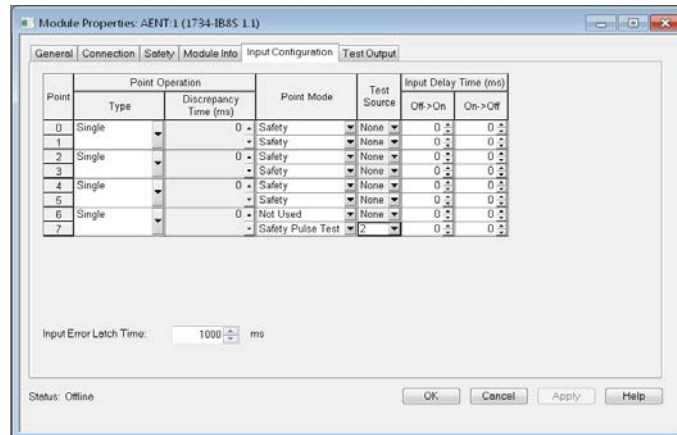 Module Properties: AENT:1 (1734-IB8S 1.1)
General Connection Safety Module Info Input Configuration Test Output
Point Point Operation Point Mode Test Source Input Delay Time (ms)
Type Discrepancy Time (ms) Off->On On->Off
0 Single 0 Safety None 0 0
1 Safety None 0 0
2 Single 0 Safety None 0 0
3 Safety None 0 0
4 Single 0 Safety None 0 0
5 Safety None 0 0
6 Single 0 Not Used None 0 0
7 Safety Pulse Test 2 0 0
Input Error Latch Time: 1000 ms
Status: Offline OK Cancel Apply Help